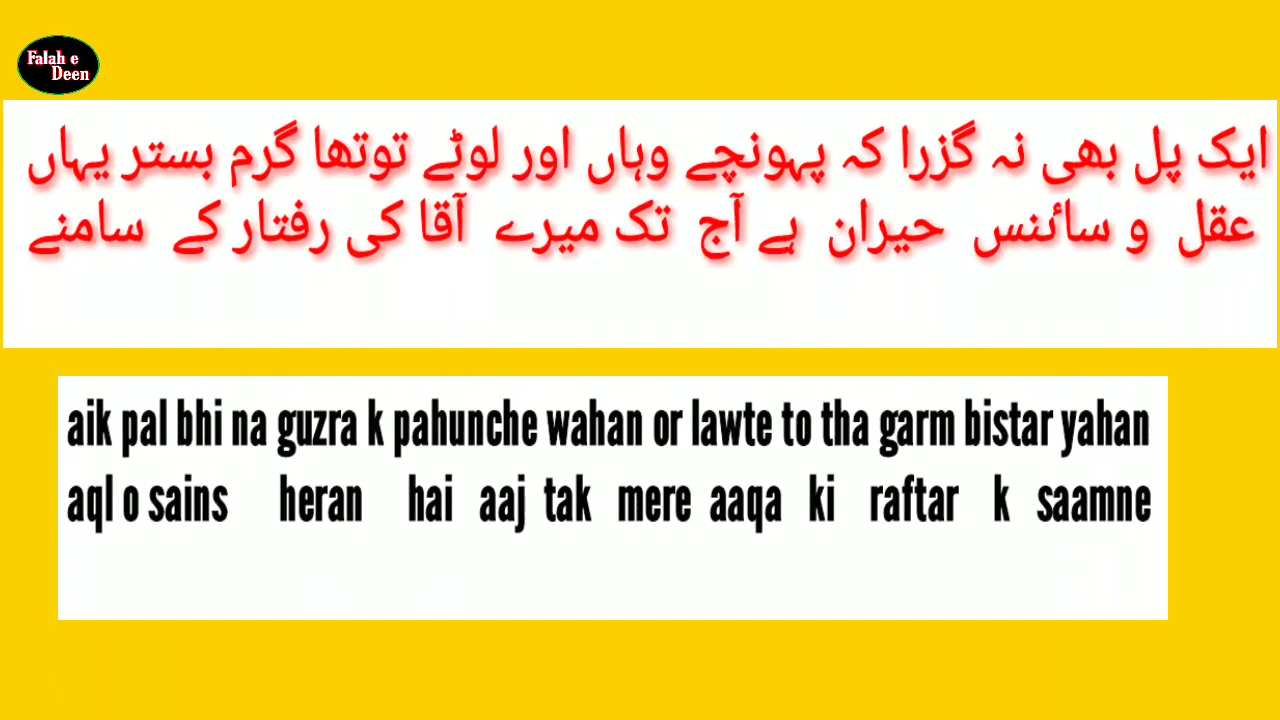 Falah e
Deen
ایک پل بھی نہ گزرا کہ پہونچے وہاں اور لوٹے توتھا گرم بستر یہاں
عقل و سائنس حیران ہے آج تک میرے آقا کی رفتار کے سامنے
aik pal bhi na guzra k pahunche wahan or lawte to tha garm bistar yahan
aql o sains heran hai aaj tak mere aaqa ki raftar k saamne